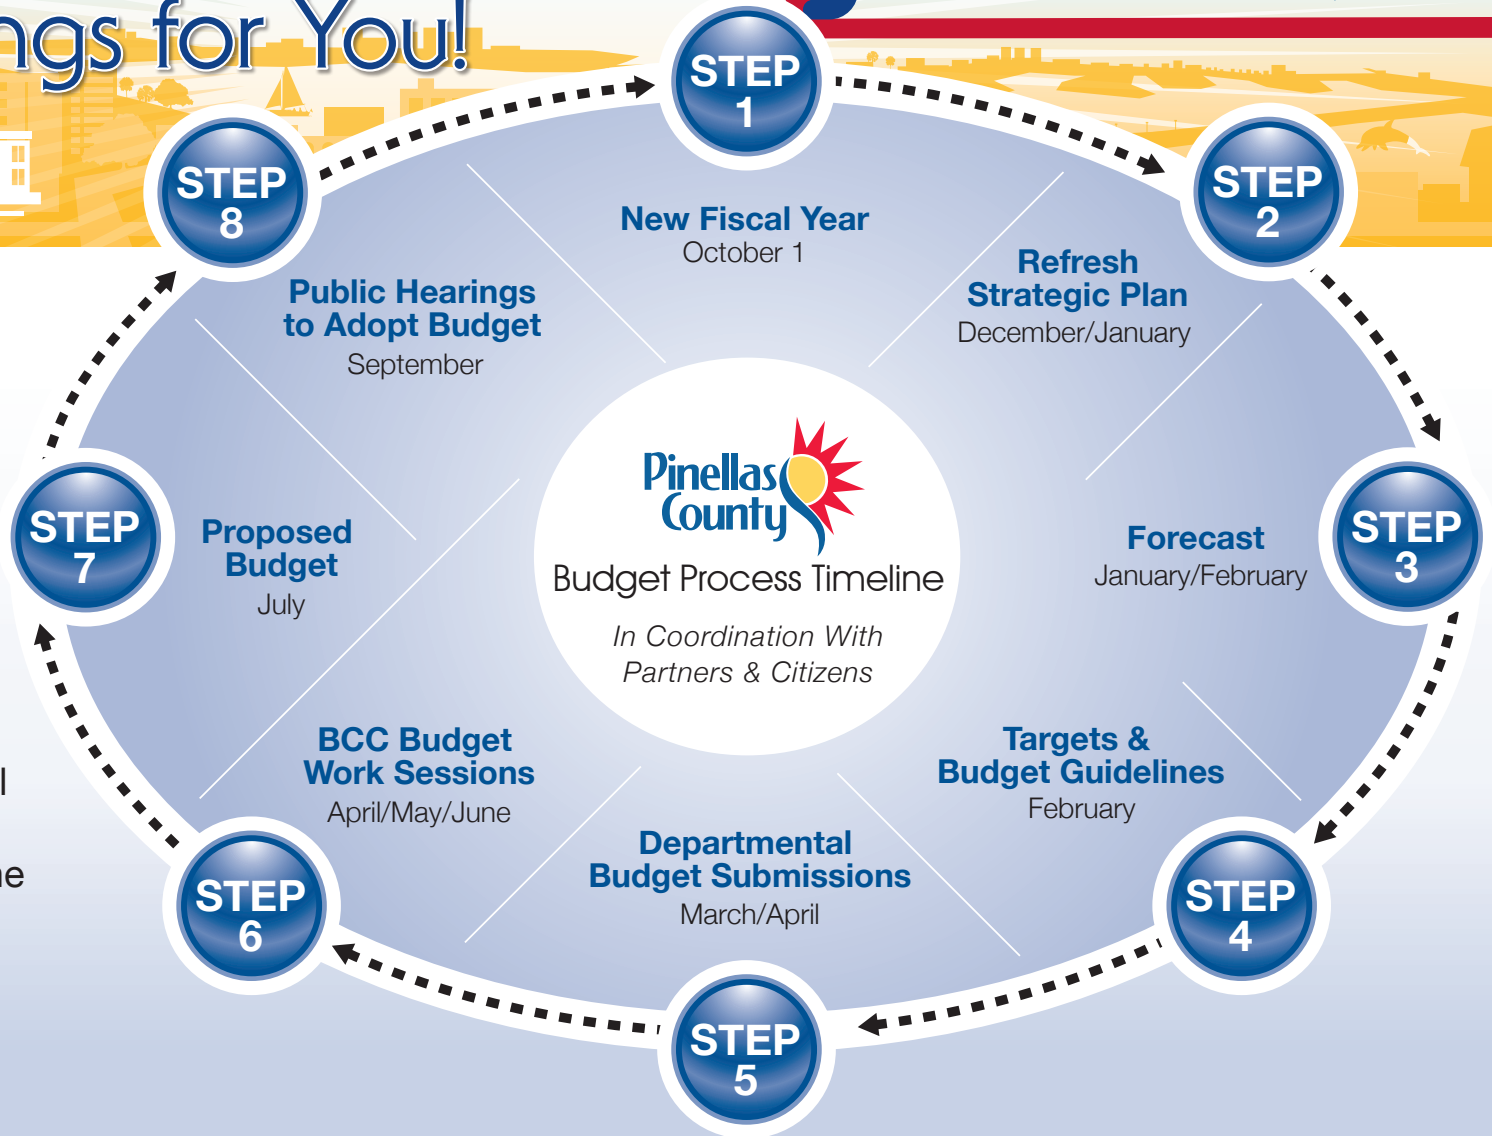 ngs for You!
STEP
1
New Fiscal Year
October 1
STEP
2
Refresh
Strategic Plan
December/January
STEP
3
Forecast
January/February
STEP
4
Targets &
Budget Guidelines
February
STEP
5
Departmental
Budget Submissions
March/April
STEP
6
BCC Budget
Work Sessions
April/May/June
STEP
7
Proposed
Budget
July
STEP
8
Public Hearings
to Adopt Budget
September
Pinellas
County
Budget Process Timeline
In Coordination With
Partners & Citizens